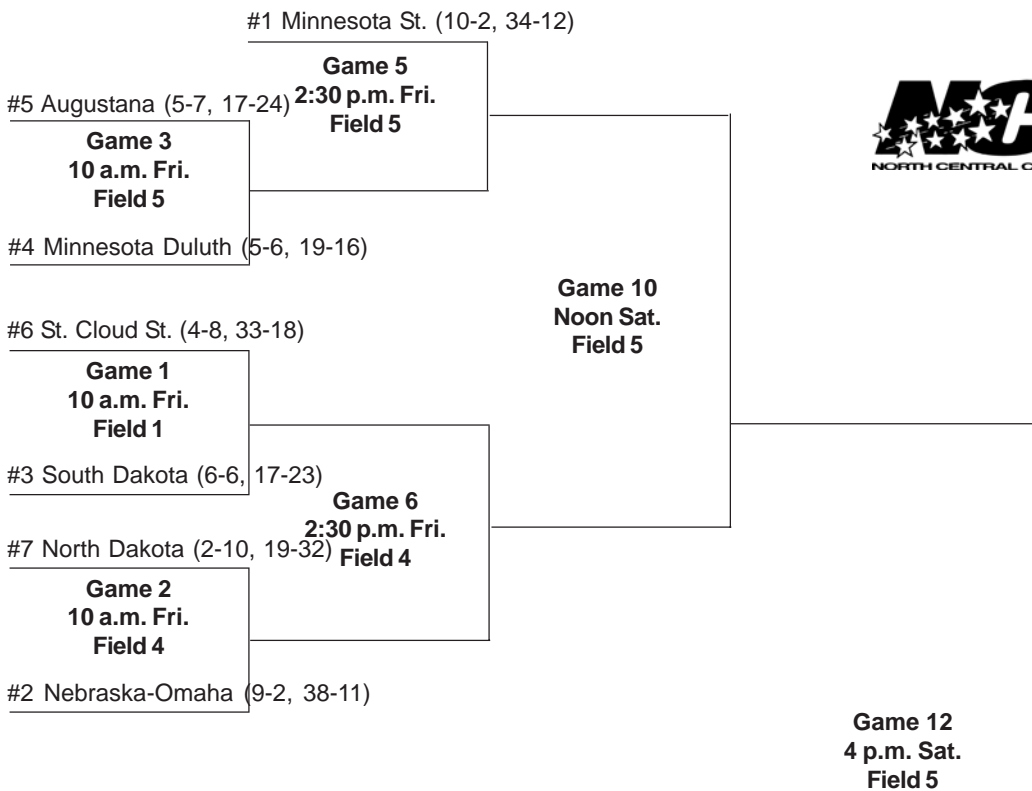 #1 Minnesota St. (10-2, 34-12)
Game 5
2:30 p.m. Fri.
Field 5
#5 Augustana (5-7, 17-24)
Game 3
10 a.m. Fri.
Field 5
#4 Minnesota Duluth (5-6, 19-16)
NORTH CENTRAL C
Game 10
Noon Sat.
Field 5
#6 St. Cloud St. (4-8, 33-18)
Game 1
10 a.m. Fri.
Field 1
#3 South Dakota (6-6, 17-23)
Game 6
2:30 p.m. Fri.
Field 4
#7 North Dakota (2-10, 19-32)
Game 2
10 a.m. Fri.
Field 4
#2 Nebraska-Omaha (9-2, 38-11)
Game 12
4 p.m. Sat.
Field 5